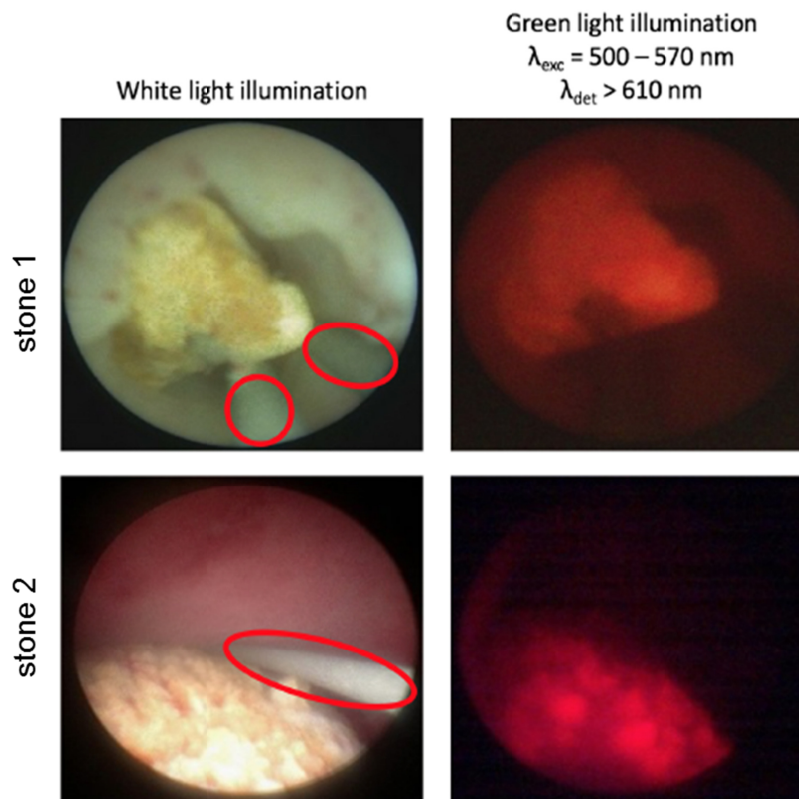 Green light illumination
λexc = 500 – 570 nm
White light illumination
λdet > 610 nm
stone 1
stone 2